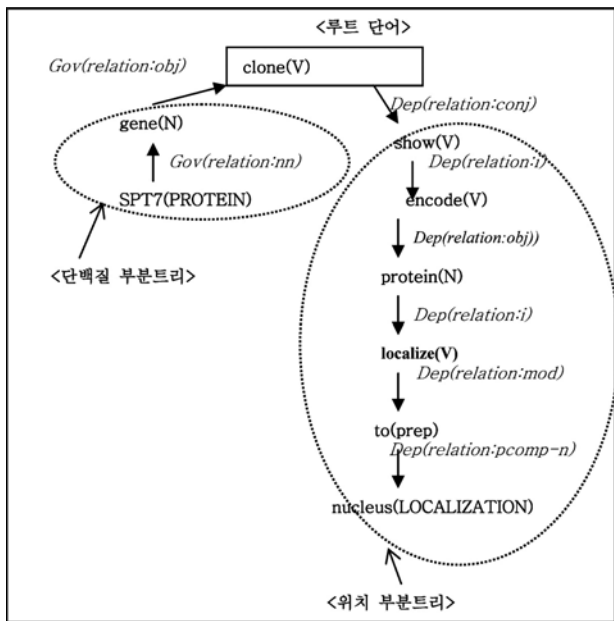 <루트 단어>
Gov(relation:obj)
clone(V)
Dep(relation:conj)
gene(N)
show(V)
Gov(relation:nn)
Dep(relation:i)
SPT7(PROTEIN)
encode(V)
Dep(relation:obj))
<단백질 부분트리>
protein(N)
Dep(relation:i)
localize(V)
Dep(relation:mod)
to(prep)
Dep(relation:pcomp-n)
nucleus(LOCALIZATION)
<위치 부분트리>